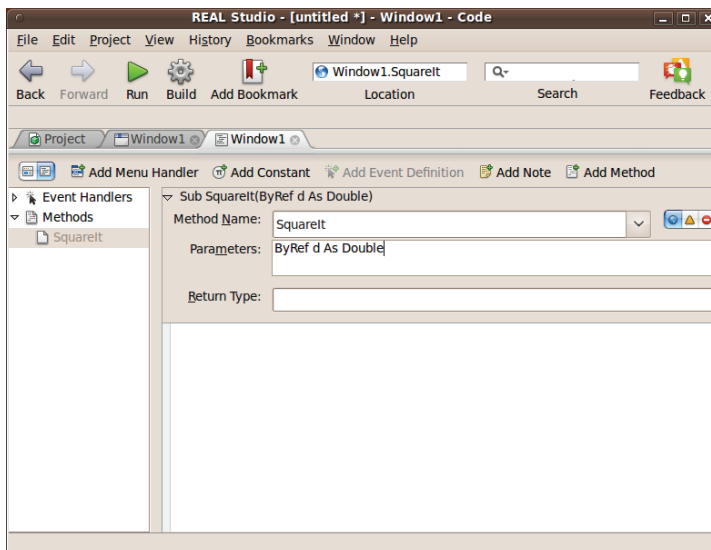 REAL Studio - [untitled *] - Window1 - Code
File Edit Project View History Bookmarks Window Help
Window1.SquareIt
Back Forward Run Build Add Bookmark Location Search Feedback
Project Window1 Window1
Add Menu Handler Add Constant Add Event Definition Add Note Add Method
Event Handlers
Methods
SquareIt
Sub SquareIt(ByRef d As Double)
Method Name: SquareIt
Parameters: ByRef d As Double
Return Type: